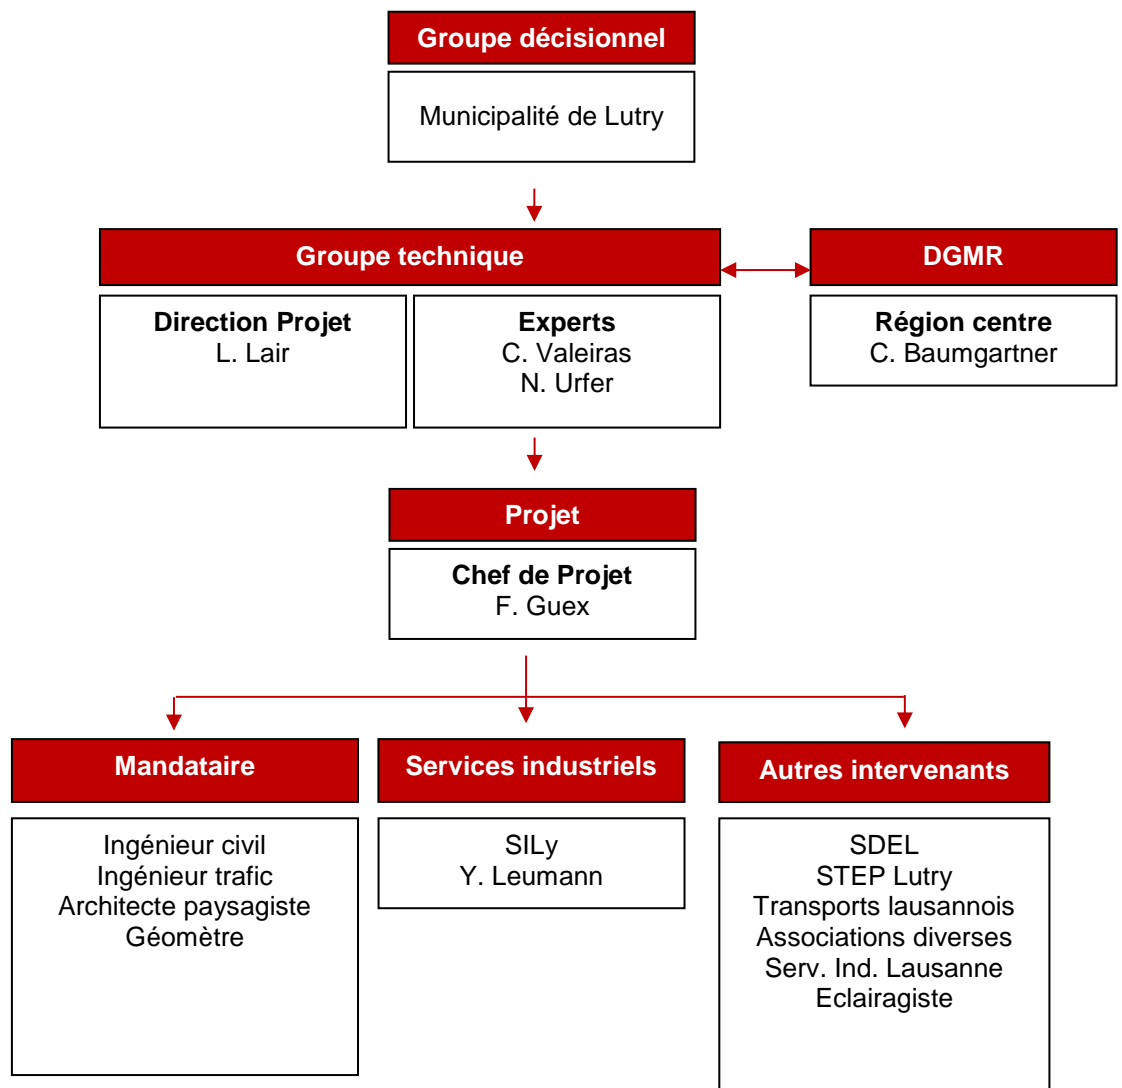 Groupe décisionnel
Municipalité de Lutry
Groupe technique
DGMR
Direction Projet
L. Lair
Experts
C. Valeiras
N. Urfer
Région centre
C. Baumgartner
Projet
Chef de Projet
F. Guex
Mandataire
Ingénieur civil
Ingénieur trafic
Architecte paysagiste
Géomètre
Services industriels
SILy
Y. Leumann
Autres intervenants
SDEL
STEP Lutry
Transports lausannois
Associations diverses
Serv. Ind. Lausanne
Eclairagiste